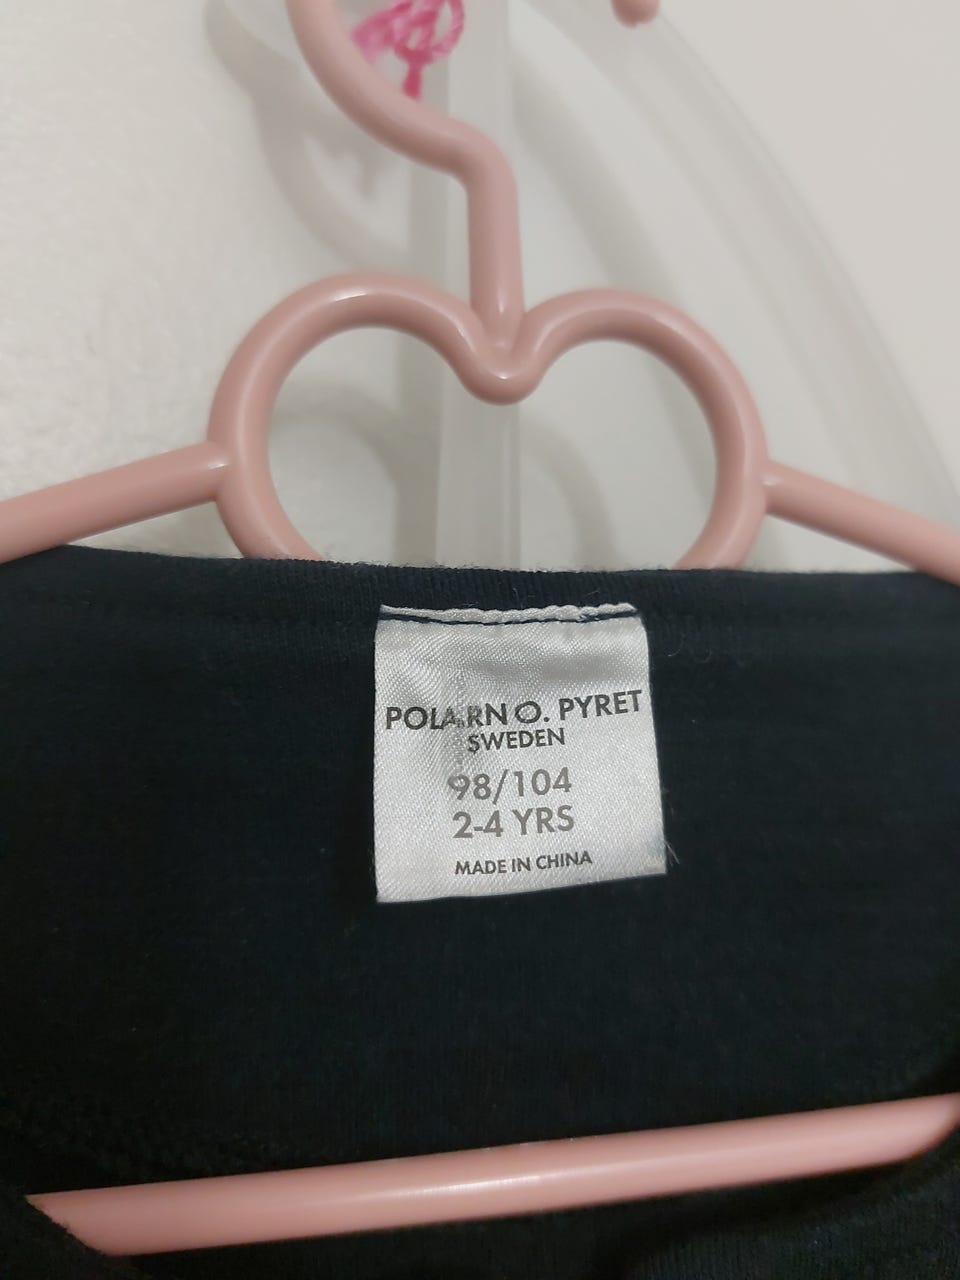 POLARN O. PYRET
SWEDEN
98/104
2-4 YRS
MADE IN CHINA